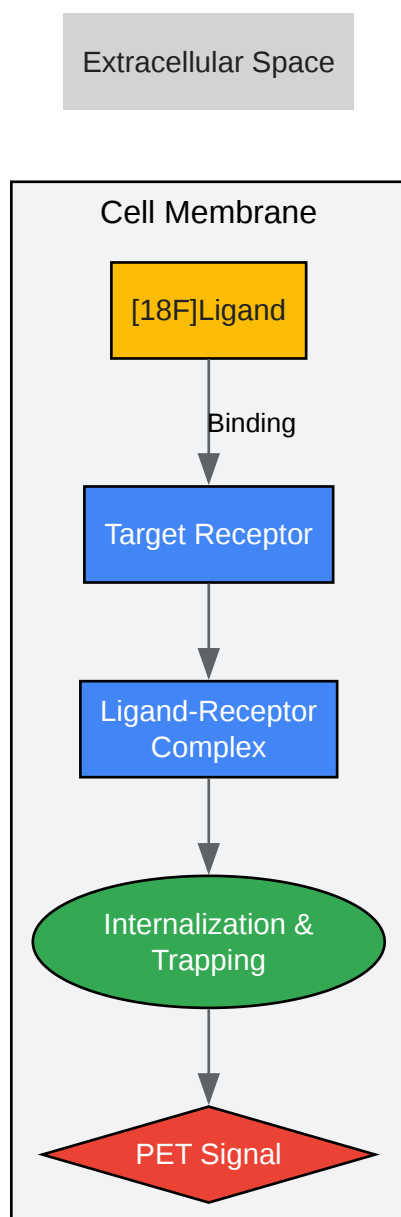 Extracellular Space
Cell Membrane
[18F]Ligand
Binding
Target Receptor
Ligand-Receptor
Complex
Internalization &
Trapping
PET Signal